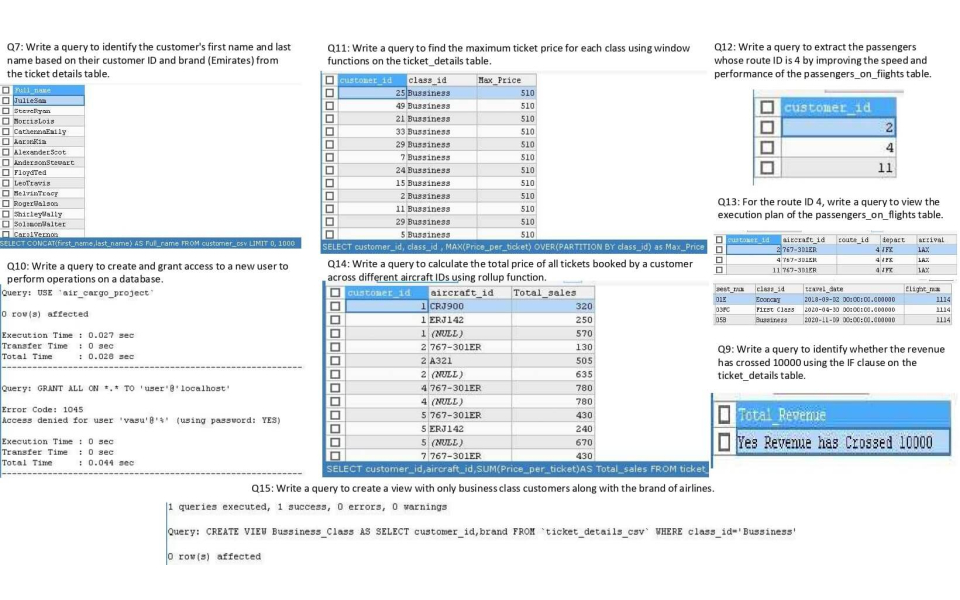 Q7: Write a query to identify the customer's first name and last
name based on their customer ID and brand (Emirates) from
the ticket details table.
Full_name
JulieSam
SteveRyan
MorrisLois
CathennaEmily
AaronKim
AlexanderScot
AndersonStewart
FloydTed
LeoTravis
MelvinTracy
RogerWalson
ShirleyWally
SolomonWalter
CarolVernon
SELECT CONCAT(first_name,last_name) AS Full_name FROM customer_csv LIMIT 0, 1000
Q10: Write a query to create and grant access to a new user to
perform operations on a database.
Query: USE `air_cargo_project`
0 row(s) affected
Execution Time : 0.027 sec
Transfer Time : 0 sec
Total Time : 0.028 sec
Query: GRANT ALL ON *.* TO 'user'@'localhost'
Error Code: 1045
Access denied for user 'vasu'@'%' (using password: YES)
Execution Time : 0 sec
Transfer Time : 0 sec
Total Time : 0.044 sec
Q11: Write a query to find the maximum ticket price for each class using window
functions on the ticket_details table.
customer_id class_id Max_Price
25 Bussiness 510
49 Bussiness 510
21 Bussiness 510
33 Bussiness 510
29 Bussiness 510
7 Bussiness 510
24 Bussiness 510
15 Bussiness 510
2 Bussiness 510
11 Bussiness 510
29 Bussiness 510
5 Bussiness 510
SELECT customer_id, class_id , MAX(Price_per_ticket) OVER(PARTITION BY class_id) as Max_Price
Q14: Write a query to calculate the total price of all tickets booked by a customer
across different aircraft IDs using rollup function.
customer_id aircraft_id Total_sales
1 CRJ900 320
1 ERJ142 250
1 (NULL) 570
2 767-301ER 130
2 A321 505
2 (NULL) 635
4 767-301ER 780
4 (NULL) 780
5 767-301ER 430
5 ERJ142 240
5 (NULL) 670
7 767-301ER 430
SELECT customer_id,aircraft_id,SUM(Price_per_ticket)AS Total_sales FROM ticket_
Q12: Write a query to extract the passengers
whose route ID is 4 by improving the speed and
performance of the passengers_on_flights table.
customer_id
2
4
11
Q13: For the route ID 4, write a query to view the
execution plan of the passengers_on_flights table.
customer_id aircraft_id route_id depart arrival
2 767-301ER 4 JFK LAX
4 767-301ER 4 JFK LAX
11 767-301ER 4 JFK LAX
seat_num class_id travel_date flight_num
01E Economy 2018-09-02 00:00:00.000000 1114
03FC First Class 2020-04-30 00:00:00.000000 1114
05B Bussiness 2020-11-09 00:00:00.000000 1114
Q9: Write a query to identify whether the revenue
has crossed 10000 using the IF clause on the
ticket_details table.
Total_Revenue
Yes Revenue has Crossed 10000
Q15: Write a query to create a view with only business class customers along with the brand of airlines.
1 queries executed, 1 success, 0 errors, 0 warnings
Query: CREATE VIEW Bussiness_Class AS SELECT customer_id,brand FROM `ticket_details_csv` WHERE class_id='Bussiness'
0 row(s) affected